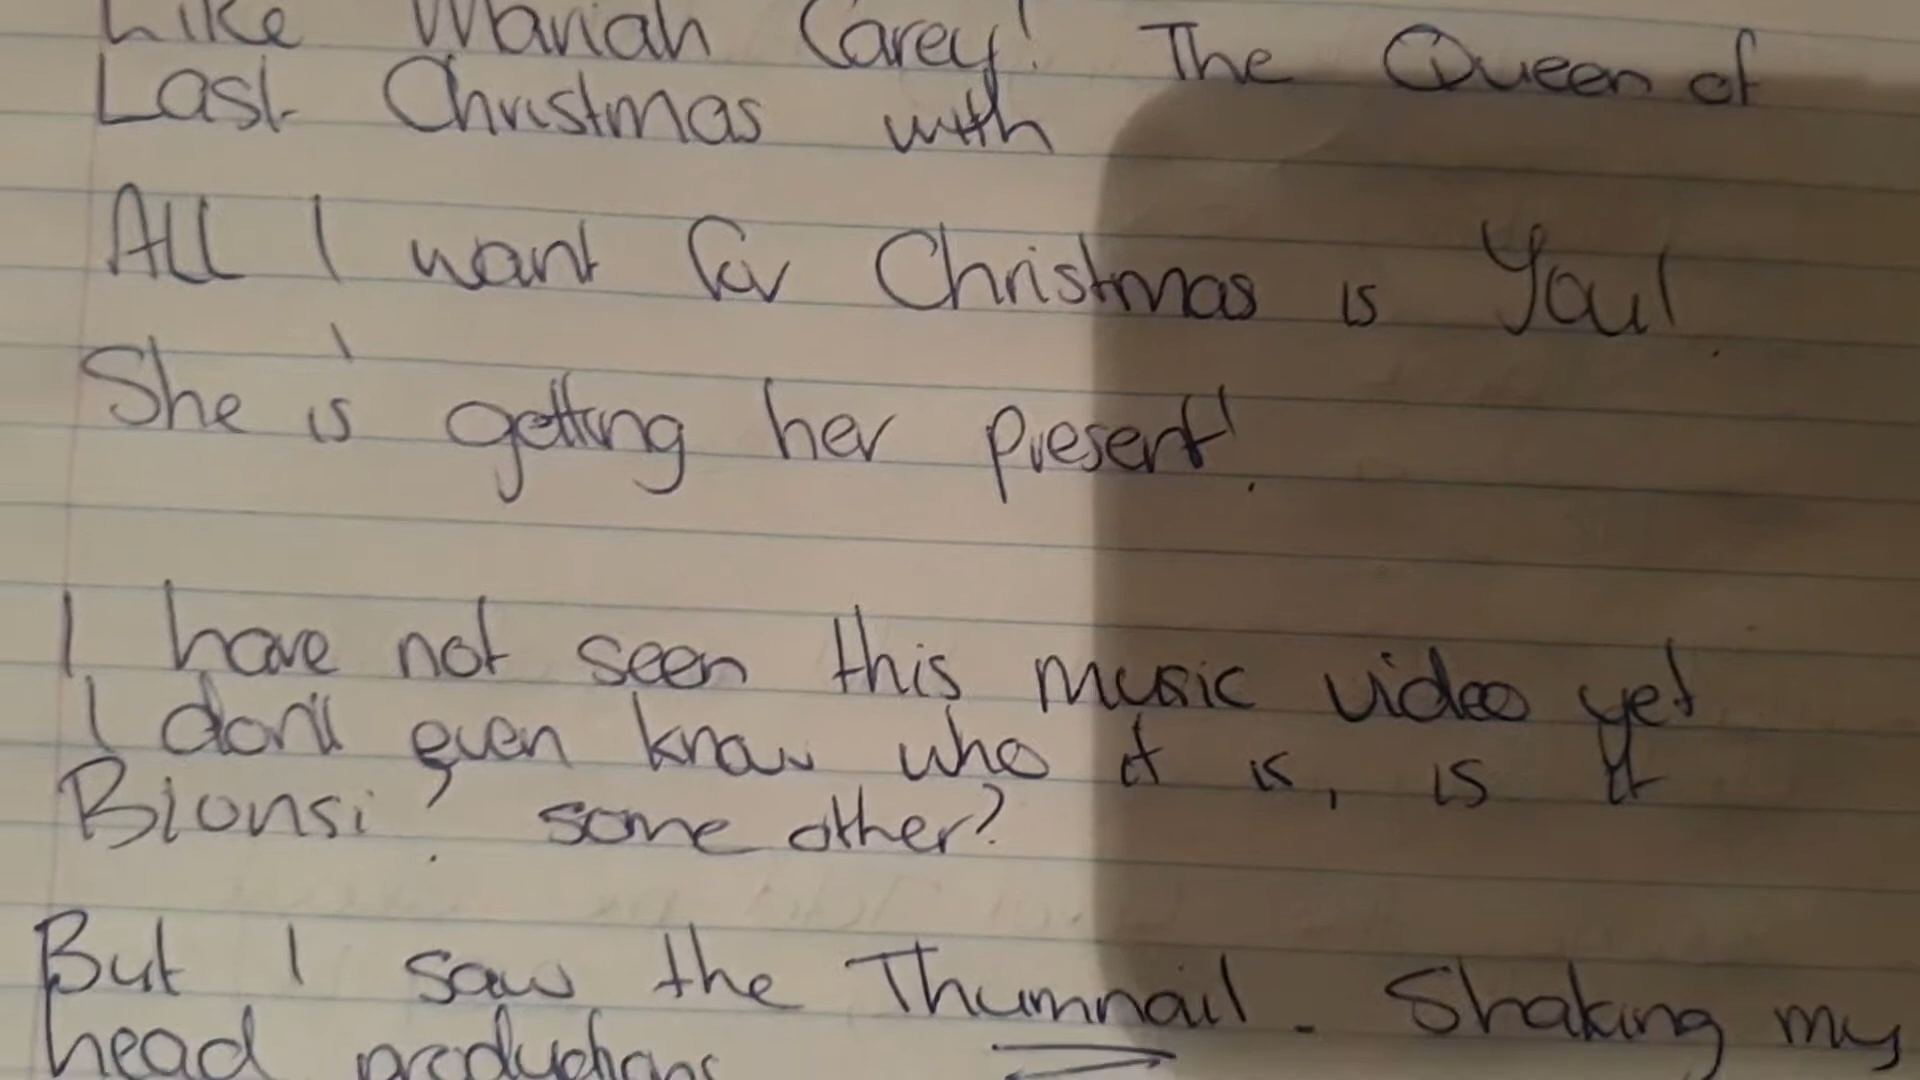 Like Mariah Carey! The Queen of
Last Christmas with
All I want for Christmas is You!
She is getting her present!
I have not seen this music video yet
I don't even know who it is, is it
Bionsi? some other?
But I saw the Thumnail. Shaking my
head productions